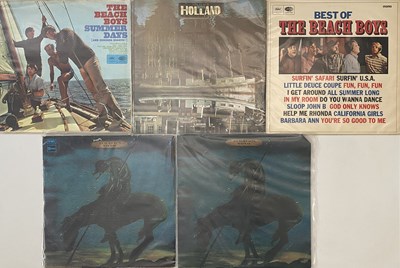 THE
BEACH
BOYS
SUMMER
DAYS
HOLLAND
BEST OF
THE BEACH BOYS
SURFIN' SAFARI SURFIN' U.S.A.
LITTLE DEUCE COUPE FUN, FUN, FUN
I GET AROUND ALL SUMMER LONG
IN MY ROOM DO YOU WANNA DANCE
SLOOP JOHN B GOD ONLY KNOWS
HELP ME RHONDA CALIFORNIA GIRLS
BARBARA ANN YOU'RE SO GOOD TO ME